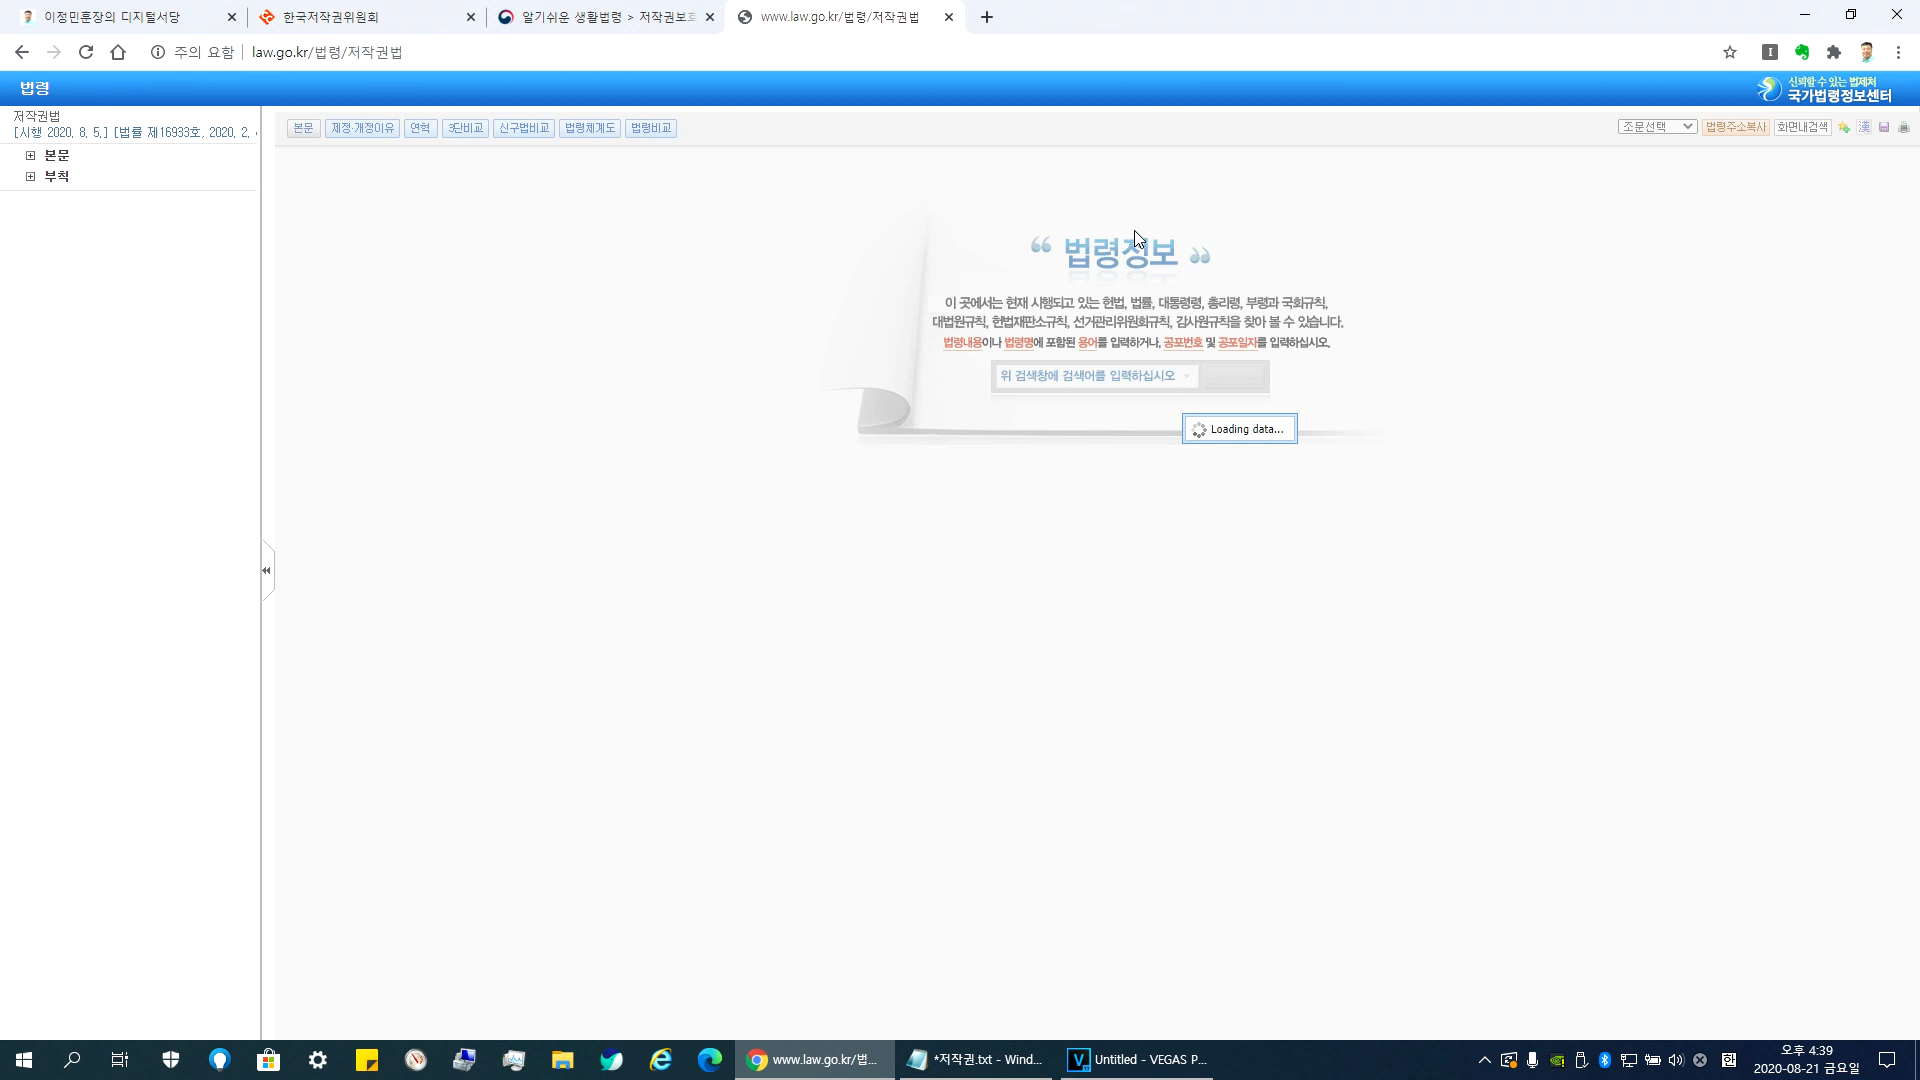 이정민훈장의 디지털서당
한국저작권위원회
알기쉬운 생활법령 > 저작권보호
www.law.go.kr/법령/저작권법
주의 요함
law.go.kr/법령/저작권법
법령
신뢰할 수 있는 법제처
국가법령정보센터
저작권법
[시행 2020, 8, 5,] [법률 제16933호, 2020, 2, 4
본문
부칙
본문
제정·개정이유
연혁
3단비교
신구법비교
법령체계도
법령비교
조문선택
법령주소복사
화면내검색
漢
“ 법령정보 ”
이 곳에서는 현재 시행되고 있는 헌법, 법률, 대통령령, 총리령, 부령과 국회규칙,
대법원규칙, 헌법재판소규칙, 선거관리위원회규칙, 감사원규칙을 찾아 볼 수 있습니다.
법령내용이나 법령명에 포함된 용어를 입력하거나, 공포번호 및 공포일자를 입력하십시오.
위 검색창에 검색어를 입력하십시오
Loading data...
www.law.go.kr/법...
*저작권.txt - Wind...
Untitled - VEGAS P...
한
오후 4:39
2020-08-21 금요일